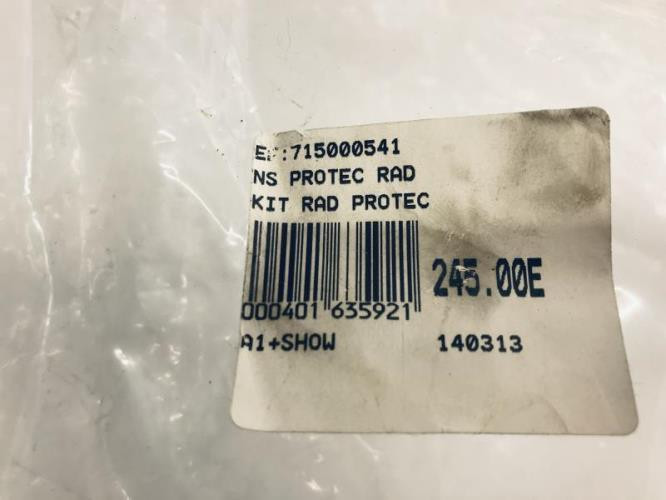 :715000541
NS PROTEC RAD
KIT RAD PROTEC
245.00E
000401 635921
A1+SHOW 140313